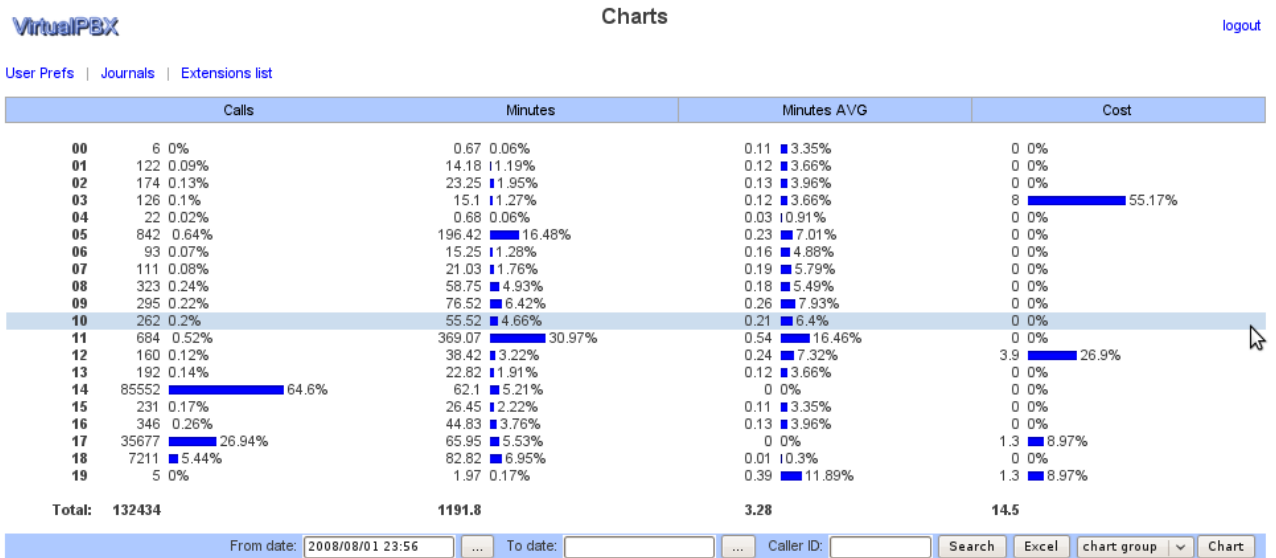 VirtualPBX
Charts
logout
User Prefs | Journals | Extensions list
Calls Minutes Minutes AVG Cost
00 6 0% 0.67 0.06% 0.11 3.35% 0 0%
01 122 0.09% 14.18 1.19% 0.12 3.66% 0 0%
02 174 0.13% 23.25 1.95% 0.13 3.96% 0 0%
03 126 0.1% 15.1 1.27% 0.12 3.66% 8 55.17%
04 22 0.02% 0.68 0.06% 0.03 0.91% 0 0%
05 842 0.64% 196.42 16.48% 0.23 7.01% 0 0%
06 93 0.07% 15.25 1.28% 0.16 4.88% 0 0%
07 111 0.08% 21.03 1.76% 0.19 5.79% 0 0%
08 323 0.24% 58.75 4.93% 0.18 5.49% 0 0%
09 295 0.22% 76.52 6.42% 0.26 7.93% 0 0%
10 262 0.2% 55.52 4.66% 0.21 6.4% 0 0%
11 684 0.52% 369.07 30.97% 0.54 16.46% 0 0%
12 160 0.12% 38.42 3.22% 0.24 7.32% 3.9 26.9%
13 192 0.14% 22.82 1.91% 0.12 3.66% 0 0%
14 85552 64.6% 62.1 5.21% 0 0% 0 0%
15 231 0.17% 26.45 2.22% 0.11 3.35% 0 0%
16 346 0.26% 44.83 3.76% 0.13 3.96% 0 0%
17 35677 26.94% 65.95 5.53% 0 0% 1.3 8.97%
18 7211 5.44% 82.82 6.95% 0.01 0.3% 0 0%
19 5 0% 1.97 0.17% 0.39 11.89% 1.3 8.97%
Total: 132434 1191.8 3.28 14.5
From date: 2008/08/01 23:56 ... To date: ... Caller ID: Search Excel chart group Chart